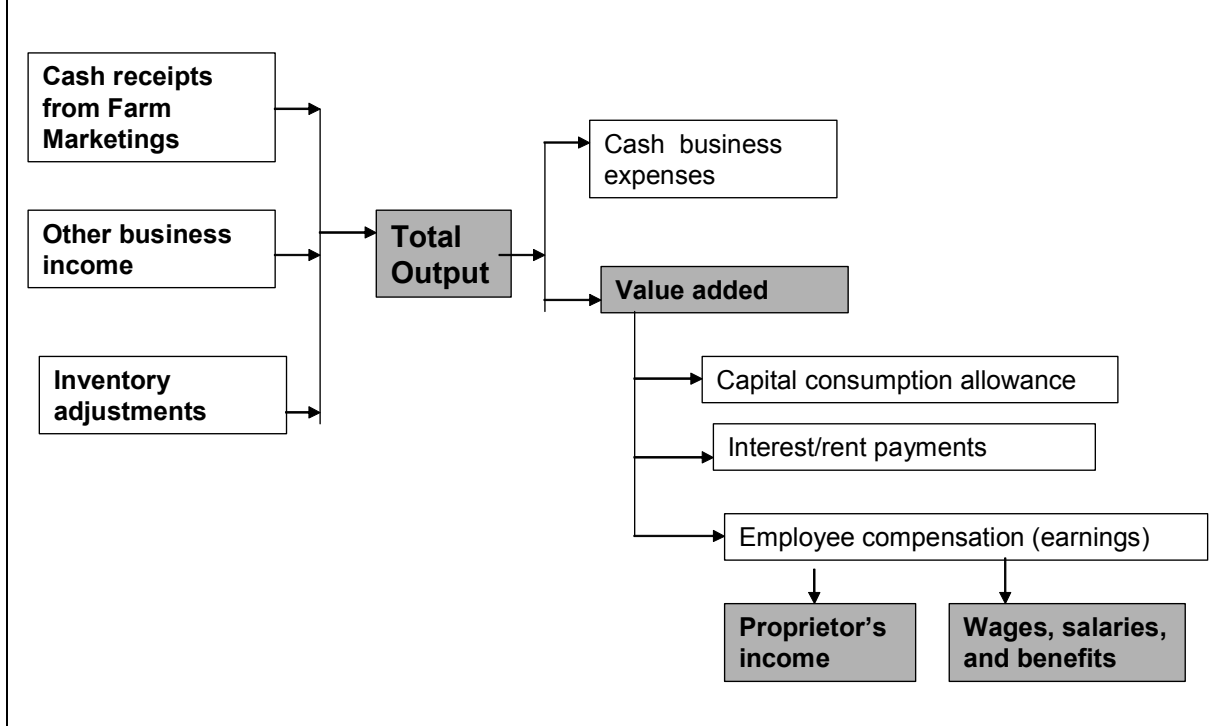 Cash receipts
from Farm
Marketings
Other business
income
Inventory
adjustments
Total
Output
Cash business
expenses
Value added
Capital consumption allowance
Interest/rent payments
Employee compensation (earnings)
Proprietor’s
income
Wages, salaries,
and benefits